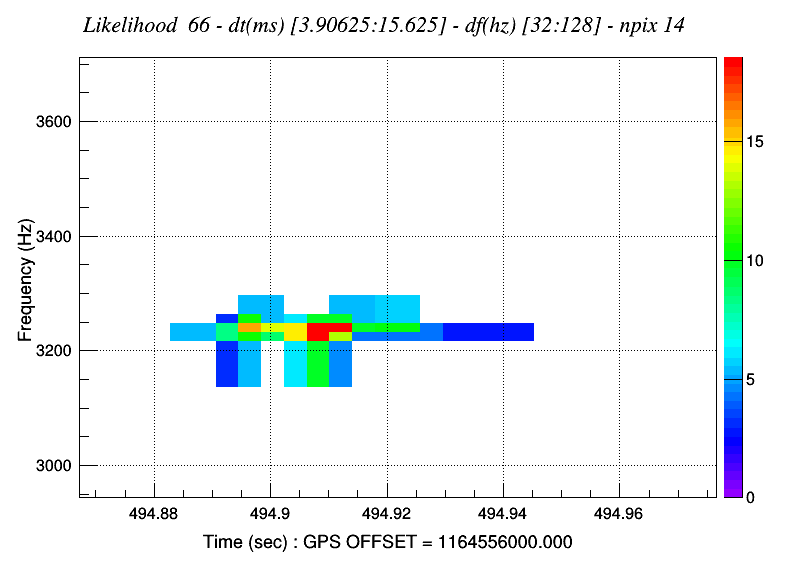 Likelihood 66 - dt(ms) [3.90625:15.625] - df(hz) [32:128] - npix 14
Frequency (Hz)
3600
3400
3200
3000
15
10
5
0
494.88 494.9 494.92 494.94 494.96
Time (sec) : GPS OFFSET = 1164556000.000